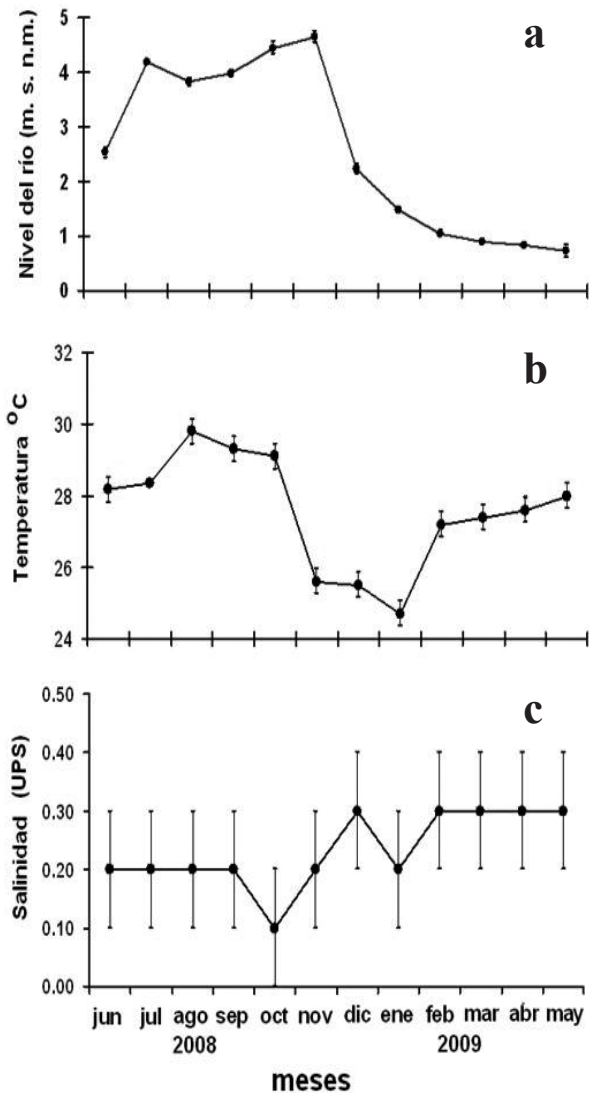 a
Nivel del río (m. s. n.m.)
5
4
3
2
1
0
b
Temperatura °C
32
30
28
26
24
c
Salinidad (UPS)
0.50
0.40
0.30
0.20
0.10
0.00
jun jul ago sep oct nov dic ene feb mar abr may
2008 2009
meses